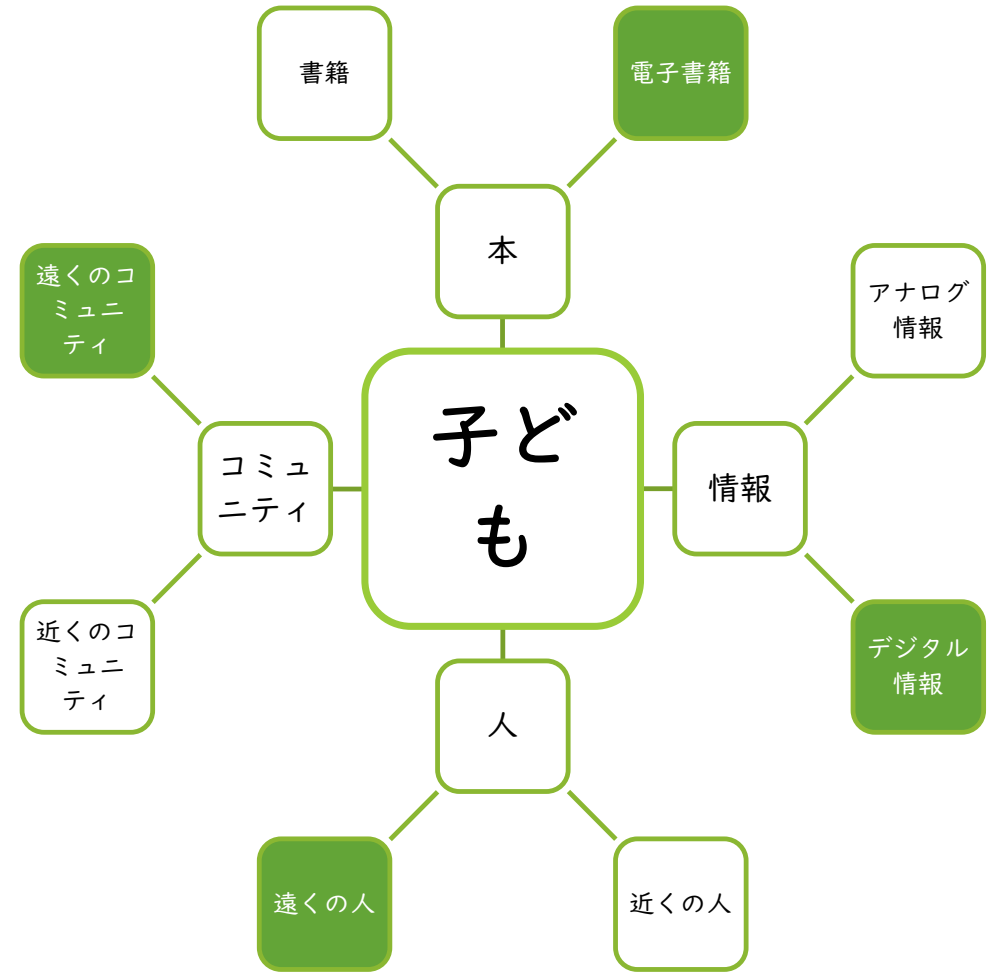 書籍
電子書籍
本
遠くのコ
ミュニ
ティ
アナログ
情報
子ど
も
コミュ
ニティ
情報
近くのコ
ミュニ
ティ
デジタル
情報
人
遠くの人
近くの人